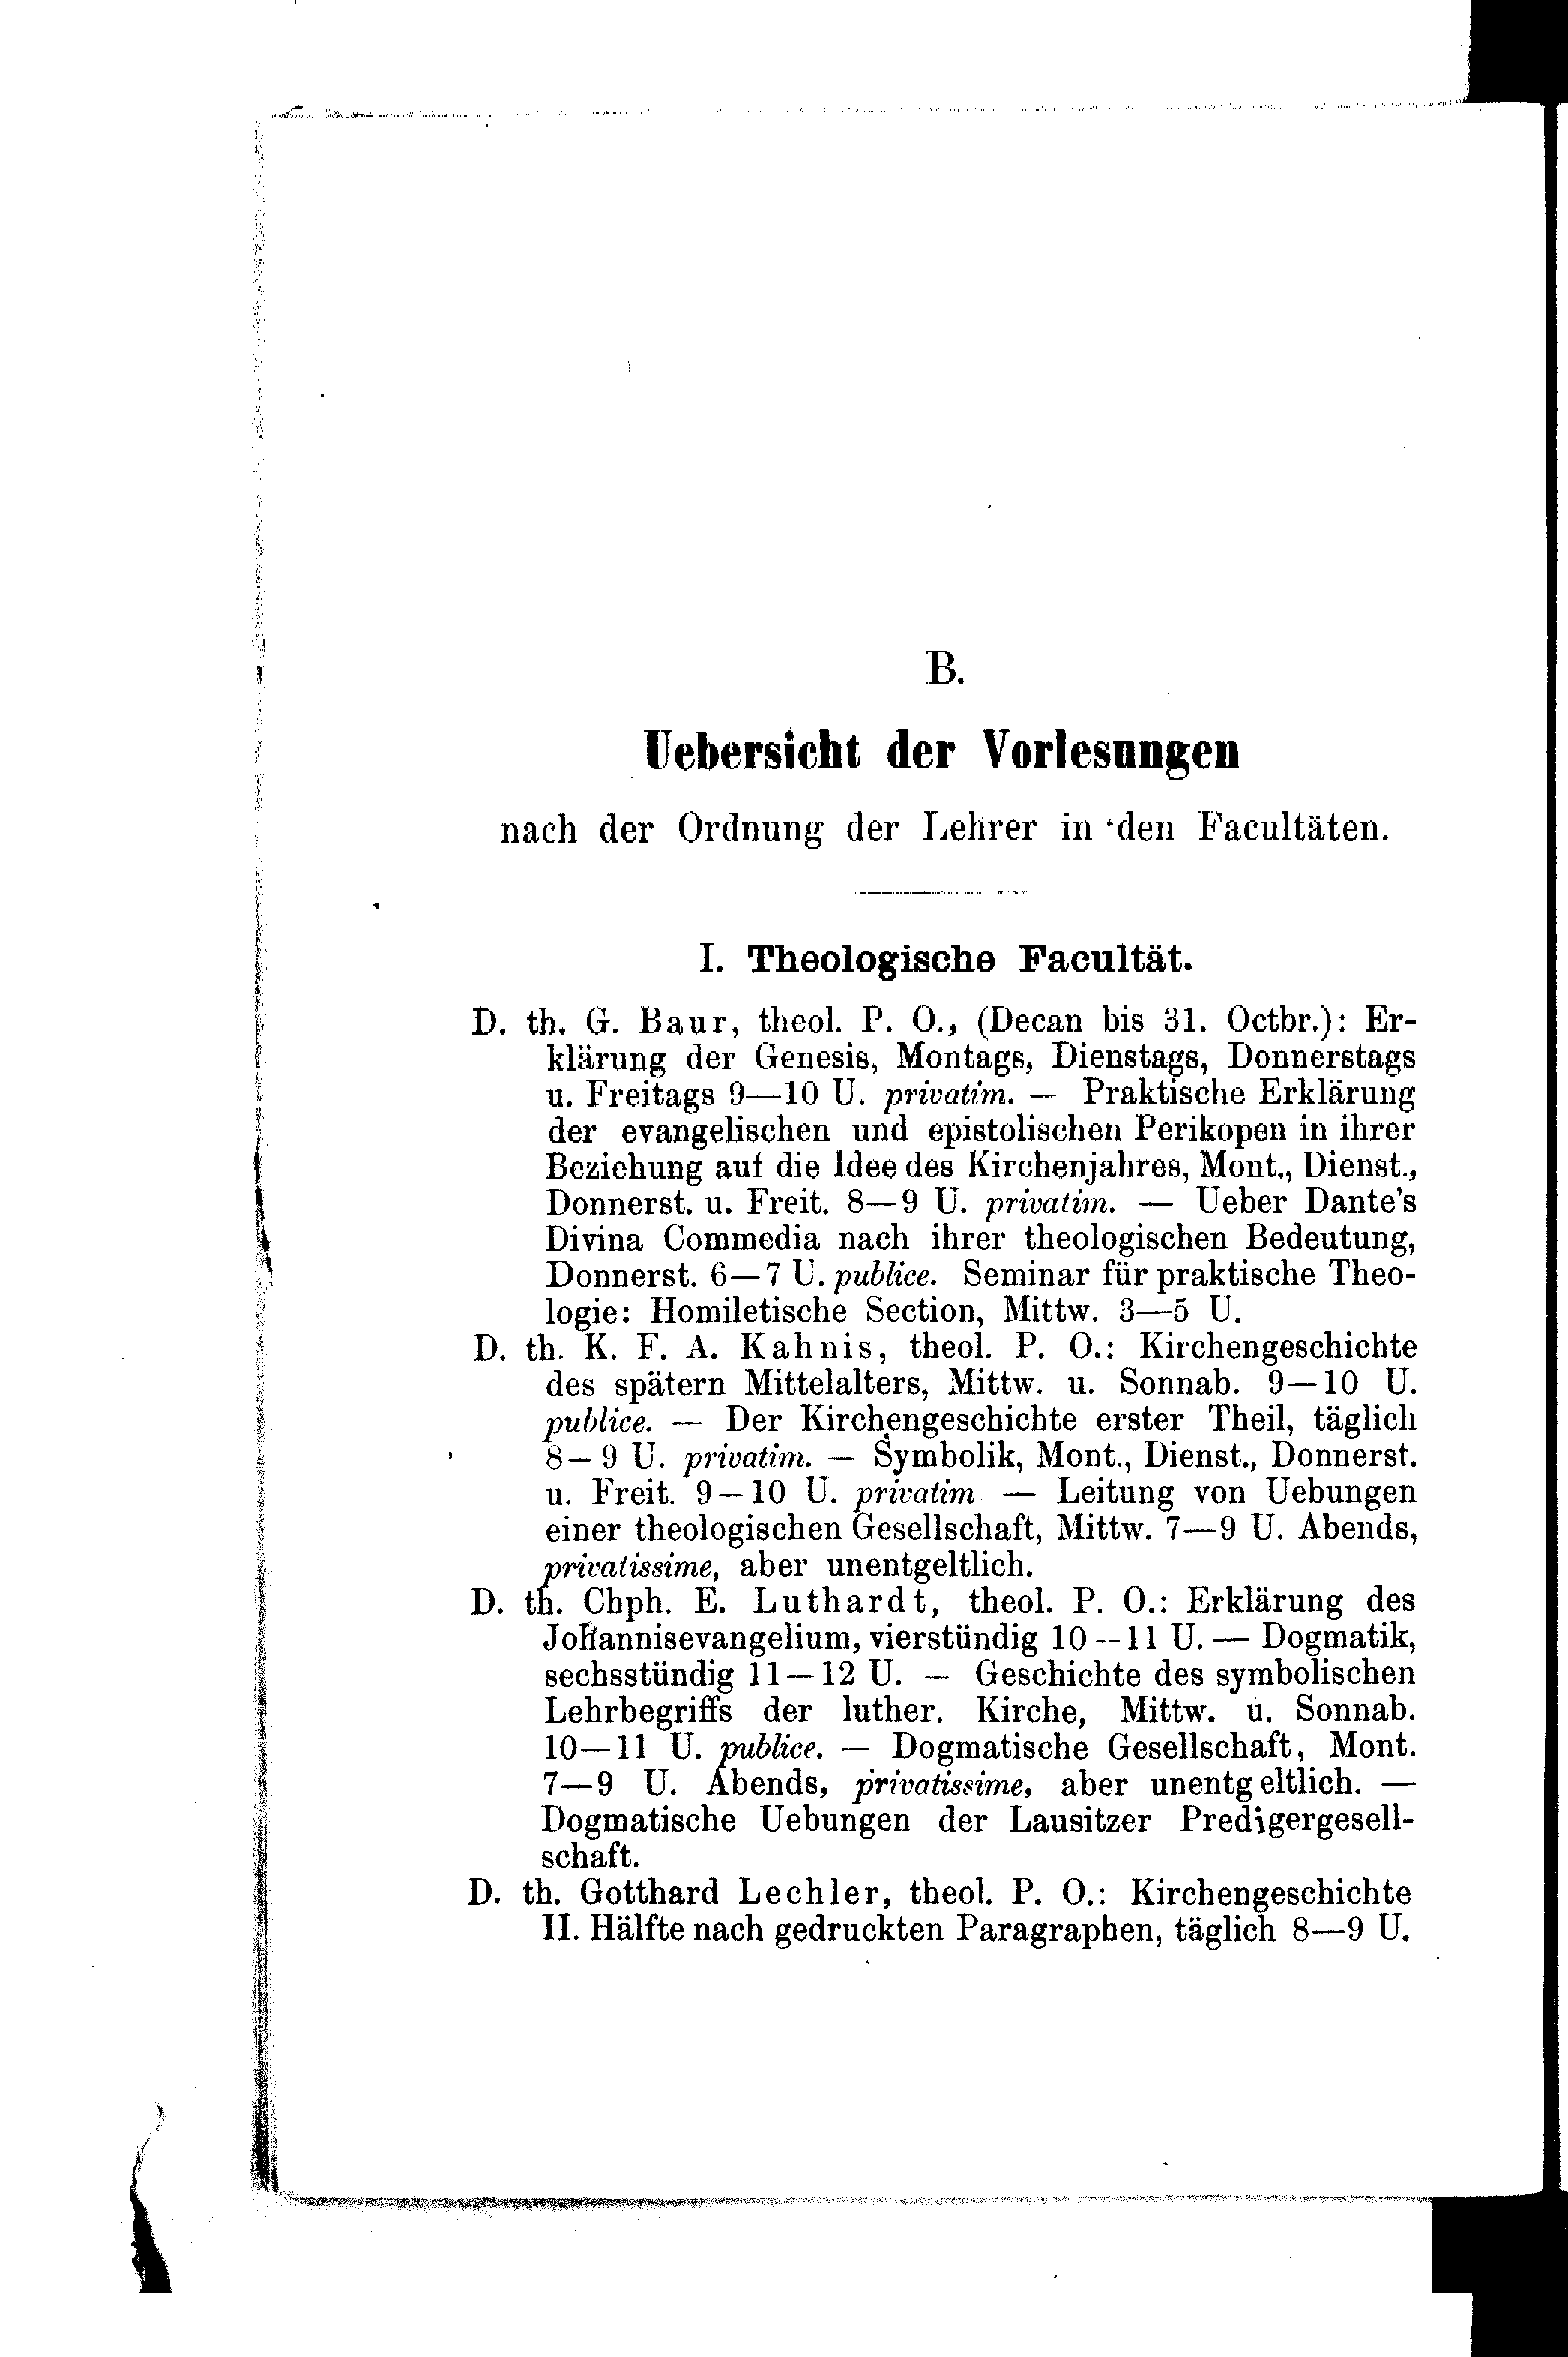 B.
Uebersicht der Vorlesungen
nach der Ordnung der Lehrer in den Facultäten.
I. Theologische Facultät.
D. th. G. Baur, theol. P. O., (Decan bis 31. Octbr.): Er-
klärung der Genesis, Montags, Dienstags, Donnerstags
u. Freitags 9—10 U. privatim. — Praktische Erklärung
der evangelischen und epistolischen Perikopen in ihrer
Beziehung auf die Idee des Kirchenjahres, Mont., Dienst.,
Donnerst. u. Freit. 8—9 U. privatim. — Ueber Dante's
Divina Commedia nach ihrer theologischen Bedeutung,
Donnerst. 6—7 U. publice. Seminar für praktische Theo-
logie: Homiletische Section, Mittw. 3—5 U.
D. th. K. F. A. Kahnis, theol. P. O.: Kirchengeschichte
des spätern Mittelalters, Mittw. u. Sonnab. 9—10 U.
publice. — Der Kirchengeschichte erster Theil, täglich
8—9 U. privatim. — Symbolik, Mont., Dienst., Donnerst.
u. Freit. 9—10 U. privatim — Leitung von Uebungen
einer theologischen Gesellschaft, Mittw. 7—9 U. Abends,
privatissime, aber unentgeltlich.
D. th. Chph. E. Luthardt, theol. P. O.: Erklärung des
Johannisevangelium, vierstündig 10--11 U. — Dogmatik,
sechsstündig 11—12 U. — Geschichte des symbolischen
Lehrbegriffs der luther. Kirche, Mittw. u. Sonnab.
10—11 U. publice. — Dogmatische Gesellschaft, Mont.
7—9 U. Abends, privatissime, aber unentgeltlich. —
Dogmatische Uebungen der Lausitzer Predigergesell-
schaft.
D. th. Gotthard Lechler, theol. P. O.: Kirchengeschichte
II. Hälfte nach gedruckten Paragraphen, täglich 8—9 U.